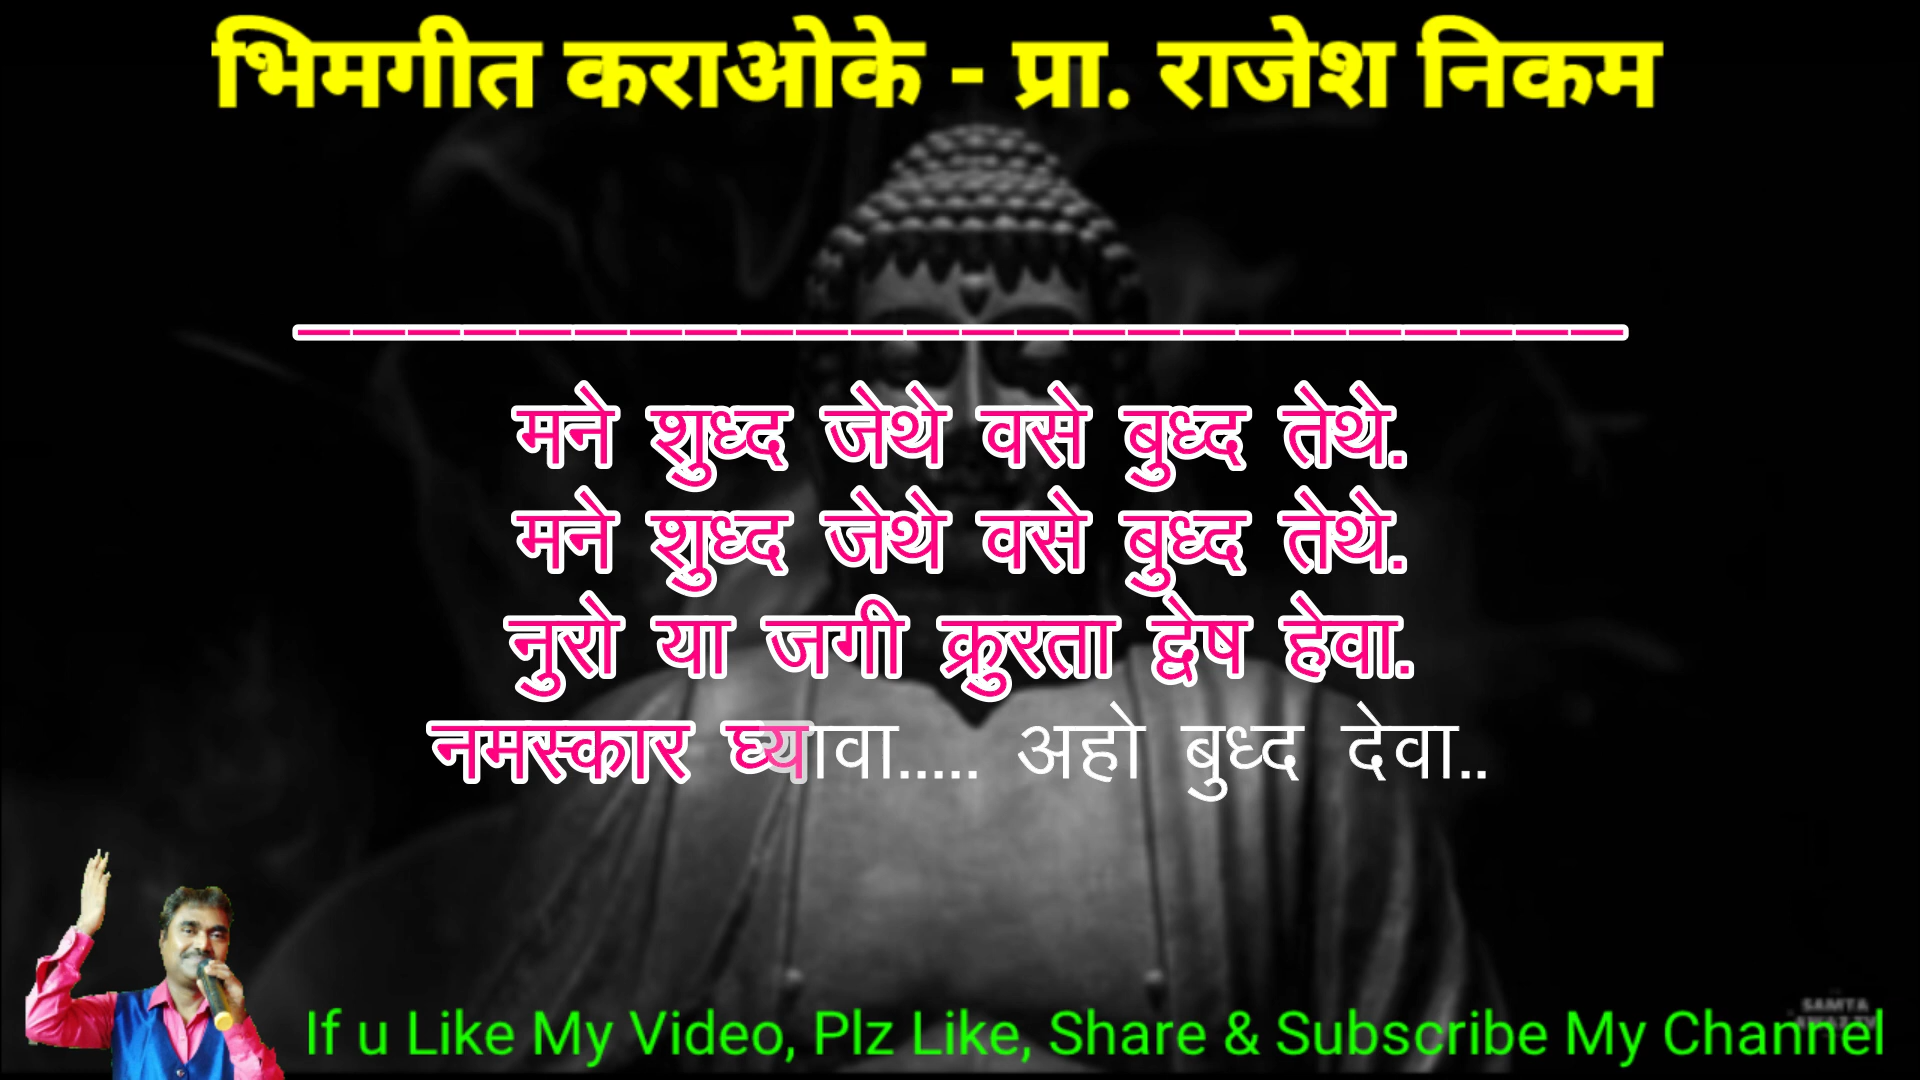 भिमगीत कराओके - प्रा. राजेश निकम
मने शुध्द जेथे वसे बुध्द तेथे.
मने शुध्द जेथे वसे बुध्द तेथे.
नुरो या जगी क्रुरता द्वेष हेवा.
नमस्कार घ्यावा..... अहो बुध्द देवा..
SAMTA
If u Like My Video, Plz Like, Share & Subscribe My Channel